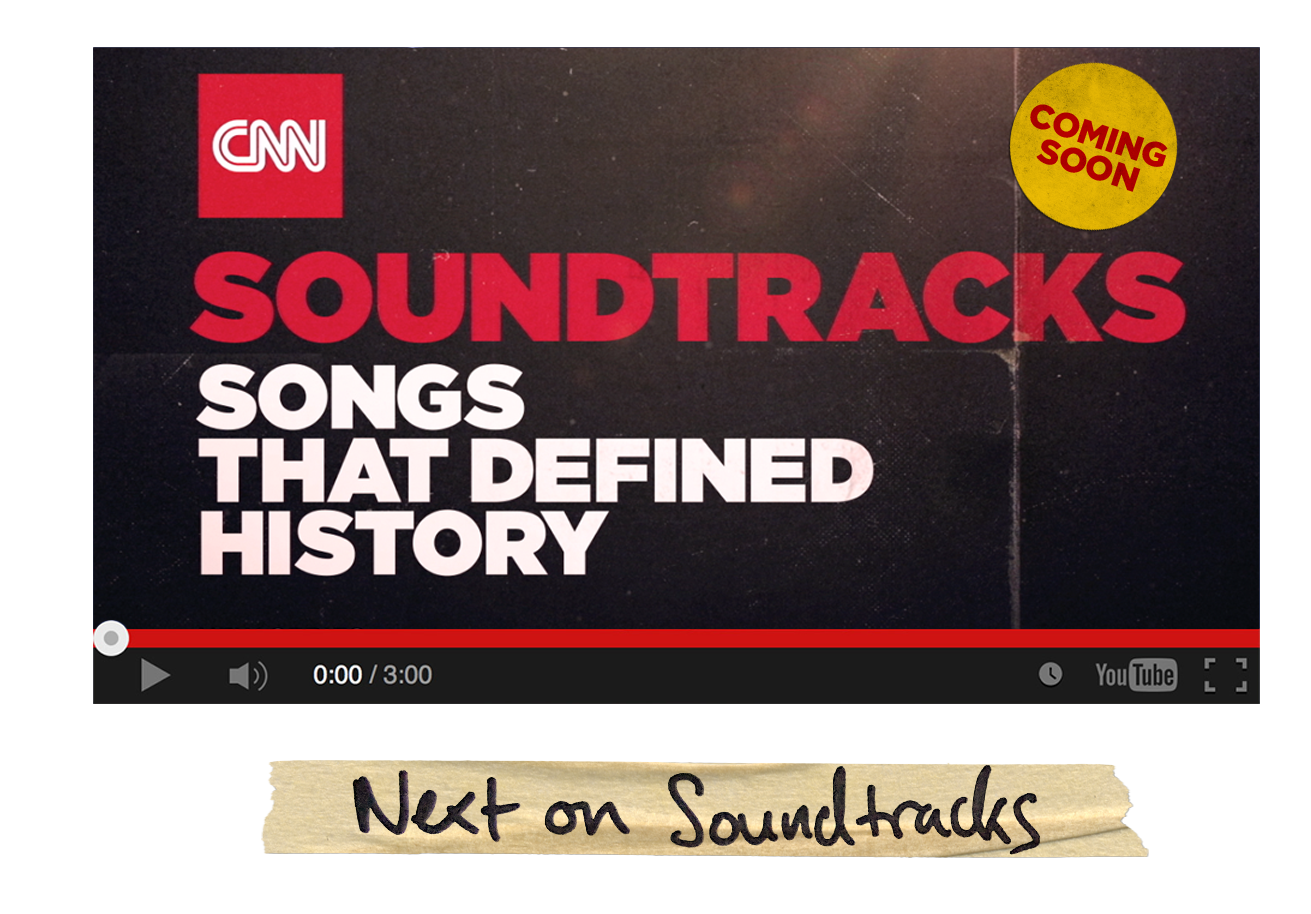 CNN
COMING
SOON
SOUNDTRACKS
SONGS
THAT DEFINED
HISTORY
0:00 / 3:00
YouTube
Next on Soundtracks